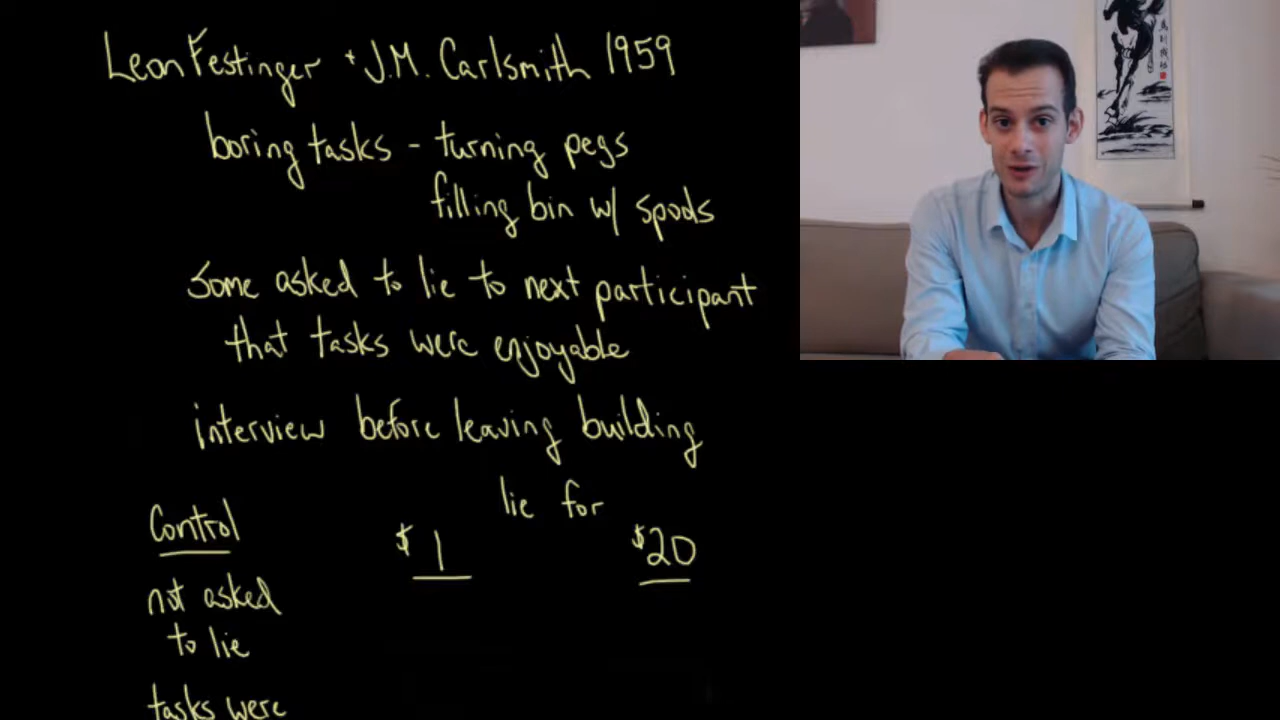 Leon Festinger + J.M. Carlsmith 1959
boring tasks - turning pegs
filling bin w/ spools
some asked to lie to next participant
that tasks were enjoyable
interview before leaving building
lie for
Control
$1
$20
not asked
to lie
tasks were